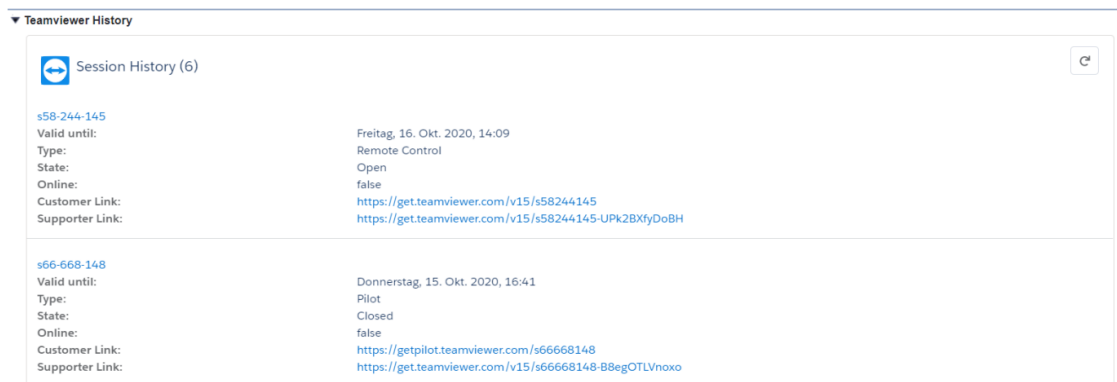 Teamviewer History
Session History (6)
s58-244-145
Valid until: Freitag, 16. Okt. 2020, 14:09
Type: Remote Control
State: Open
Online: false
Customer Link: https://get.teamviewer.com/v15/s58244145
Supporter Link: https://get.teamviewer.com/v15/s58244145-UPk2BXfyDoBH
s66-668-148
Valid until: Donnerstag, 15. Okt. 2020, 16:41
Type: Pilot
State: Closed
Online: false
Customer Link: https://getpilot.teamviewer.com/s66668148
Supporter Link: https://get.teamviewer.com/v15/s66668148-B8egOTLVnoxo